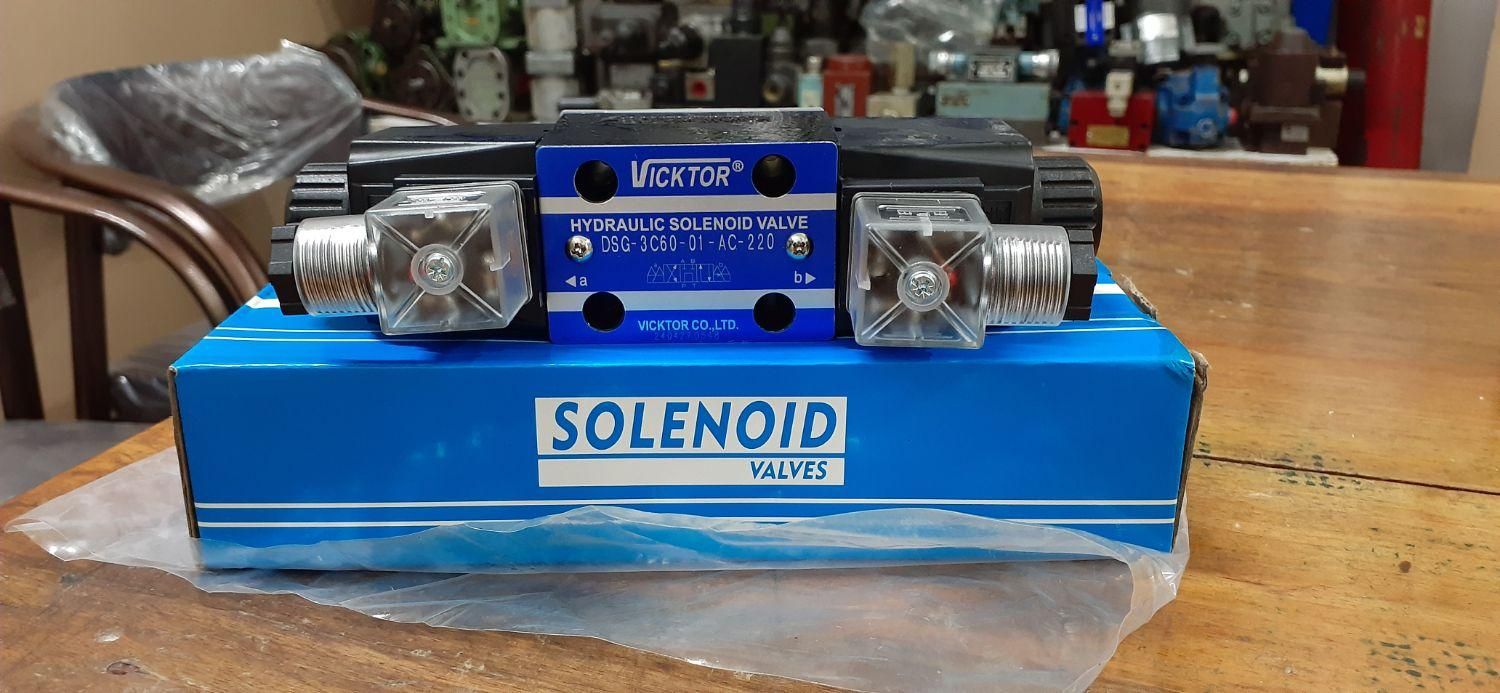 VICKTOR®
HYDRAULIC SOLENOID VALVE
DSG-3C60-01-AC-220
A B
◀a
b▶
P T
VICKTOR CO.,LTD.
SOLENOID
VALVES